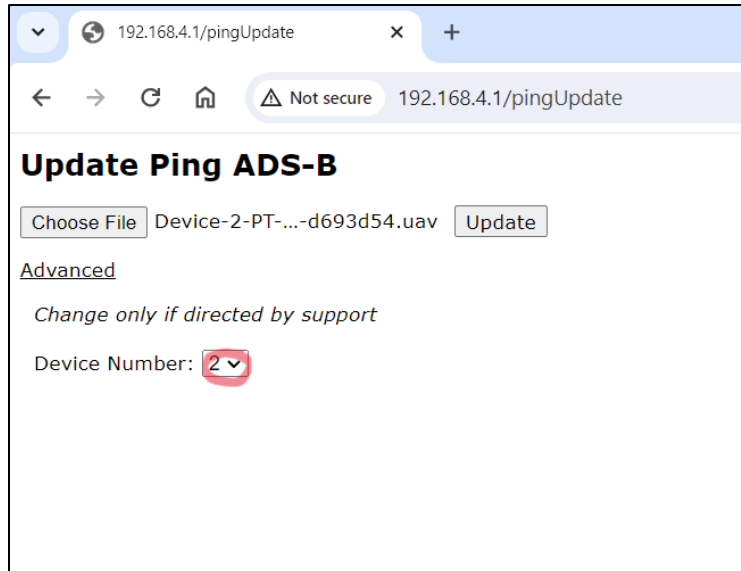 192.168.4.1/pingUpdate
Not secure 192.168.4.1/pingUpdate
Update Ping ADS-B
Choose File Device-2-PT-...-d693d54.uav Update
Advanced
Change only if directed by support
Device Number: 2